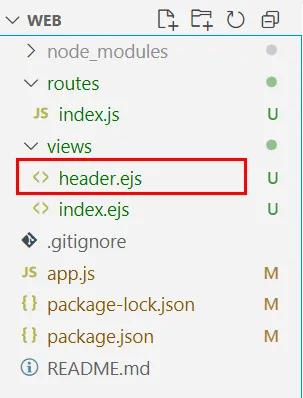 WEB
node_modules
routes
JS index.js U
views
<> header.ejs U
<> index.ejs U
.gitignore
JS app.js M
{} package-lock.json M
{} package.json M
README.md